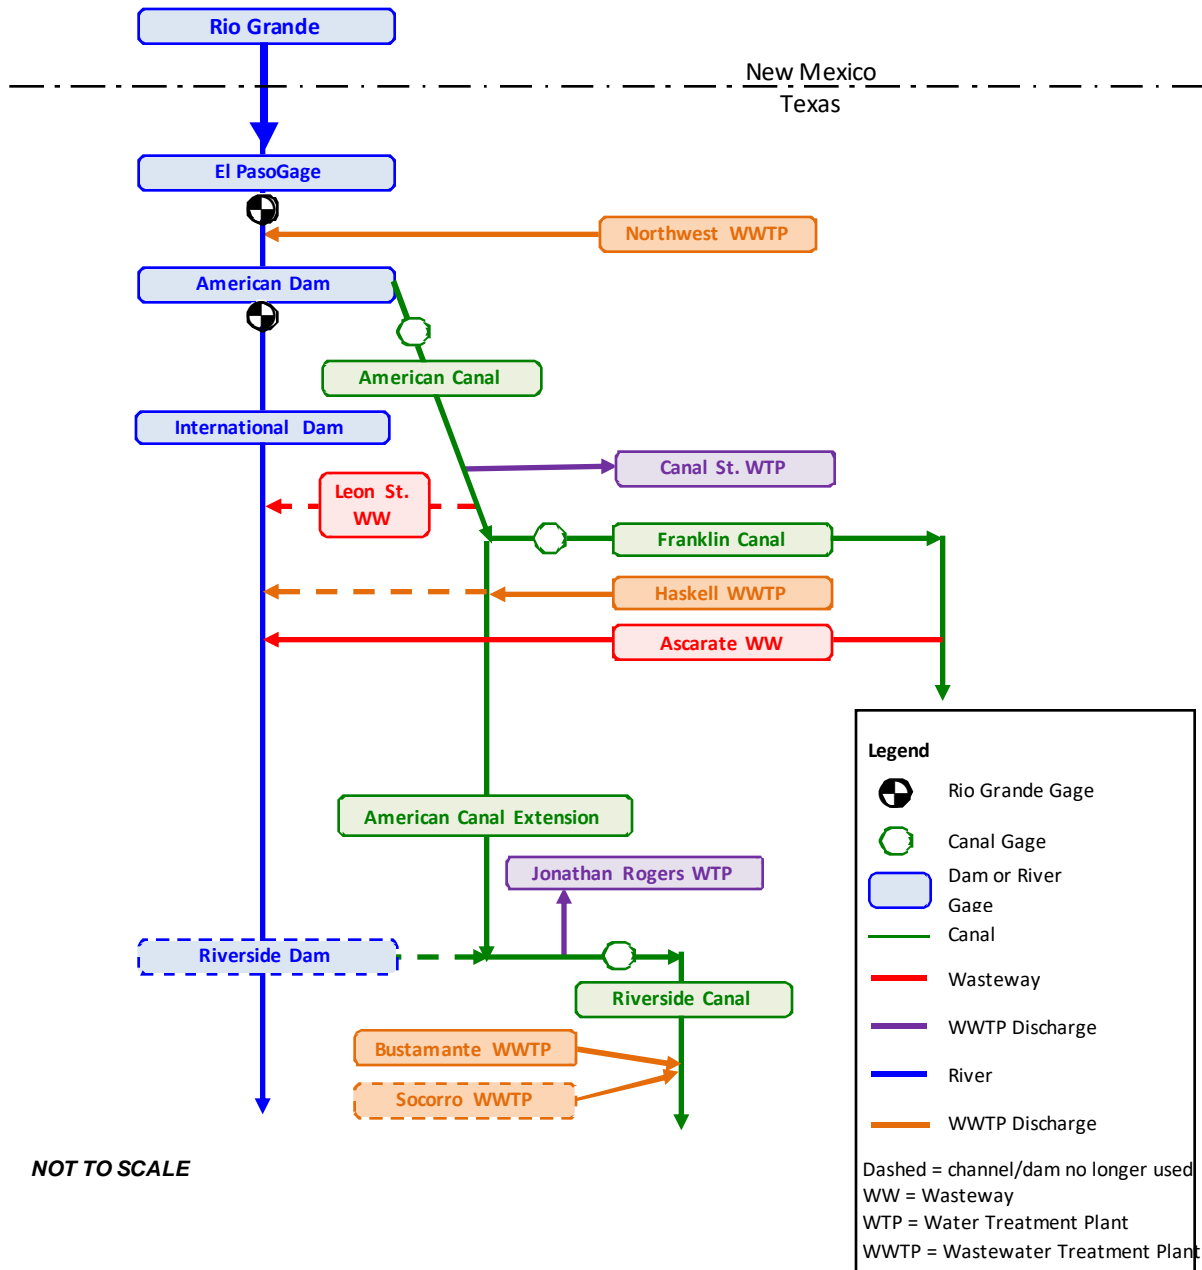 Rio Grande
New Mexico
Texas
El PasoGage
Northwest WWTP
American Dam
American Canal
International Dam
Canal St. WTP
Leon St.
WW
Franklin Canal
Haskell WWTP
Ascarate WW
American Canal Extension
Jonathan Rogers WTP
Riverside Dam
Riverside Canal
Bustamante WWTP
Socorro WWTP
NOT TO SCALE
Legend
Rio Grande Gage
Canal Gage
Dam or River
Gage
Canal
Wasteway
WWTP Discharge
River
WWTP Discharge
Dashed = channel/dam no longer used
WW = Wasteway
WTP = Water Treatment Plant
WWTP = Wastewater Treatment Plant